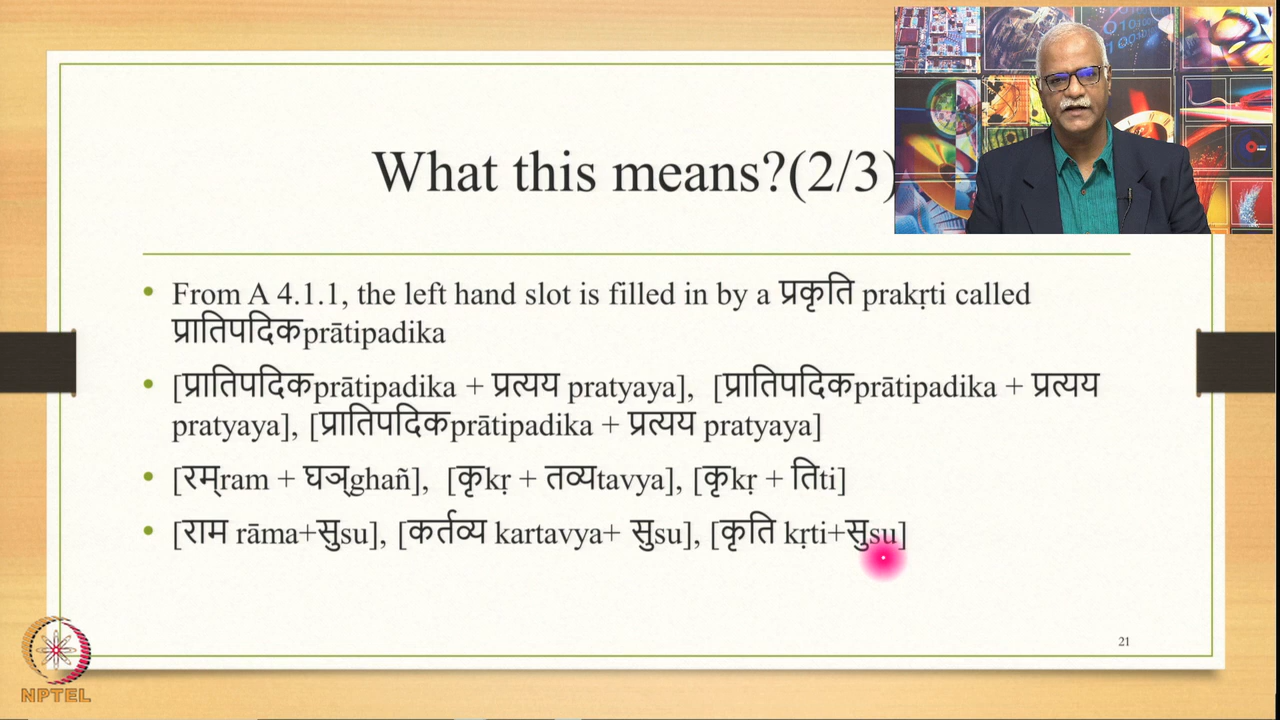 What this means?(2/3)
From A 4.1.1, the left hand slot is filled in by a प्रकृति prakṛti called
प्रातिपदिकprātipadika
[प्रातिपदिकprātipadika + प्रत्यय pratyaya], [प्रातिपदिकprātipadika + प्रत्यय
pratyaya], [प्रातिपदिकprātipadika + प्रत्यय pratyaya]
[रम्ram + घञ्ghañ], [कृkṛ + तव्यtavya], [कृkṛ + तिti]
[राम rāma+सुsu], [कर्तव्य kartavya+ सुsu], [कृति kṛti+सुsu]
21
NPTEL